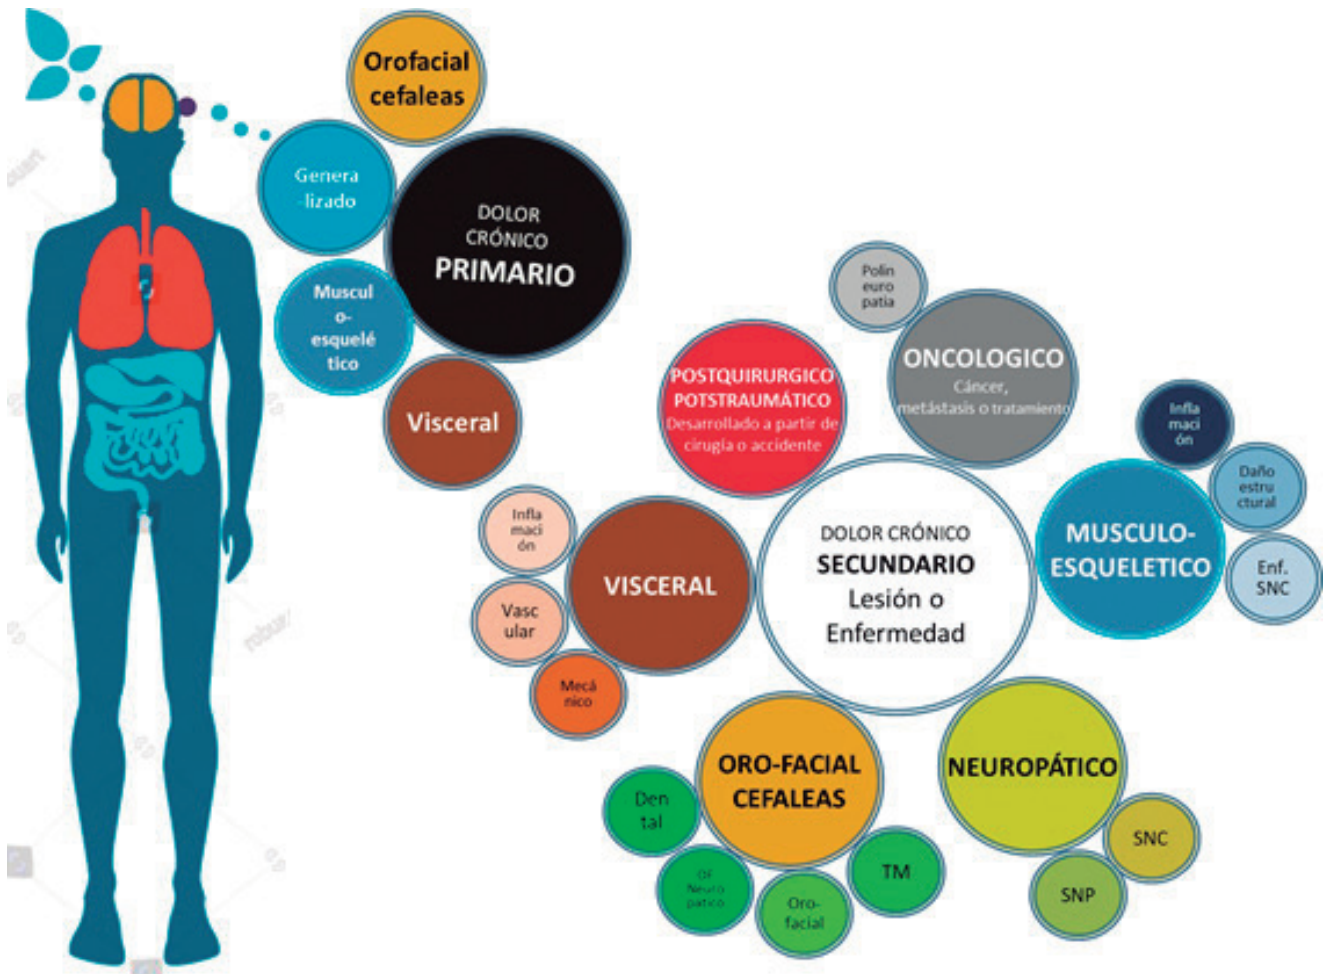 Orofacial
cefaleas
Genera
-lizado
DOLOR
CRÓNICO
PRIMARIO
Muscul
o-
esquelé
tico
Visceral
Polin
euro
patia
ONCOLOGICO
Cáncer,
metástasis o tratamiento
POSTQUIRURGICO
POTSTRAUMÁTICO
Desarrollado a partir de
cirugía o accidente
Infla
maci
ón
Daño
estru
ctural
Enf.
SNC
MUSCULO-
ESQUELETICO
DOLOR CRÓNICO
SECUNDARIO
Lesión o
Enfermedad
VISCERAL
Infla
maci
ón
Vasc
ular
Mecá
nico
ORO-FACIAL
CEFALEAS
Den
tal
OF
Neuro
patico
Oro-
facial
TM
NEUROPÁTICO
SNC
SNP